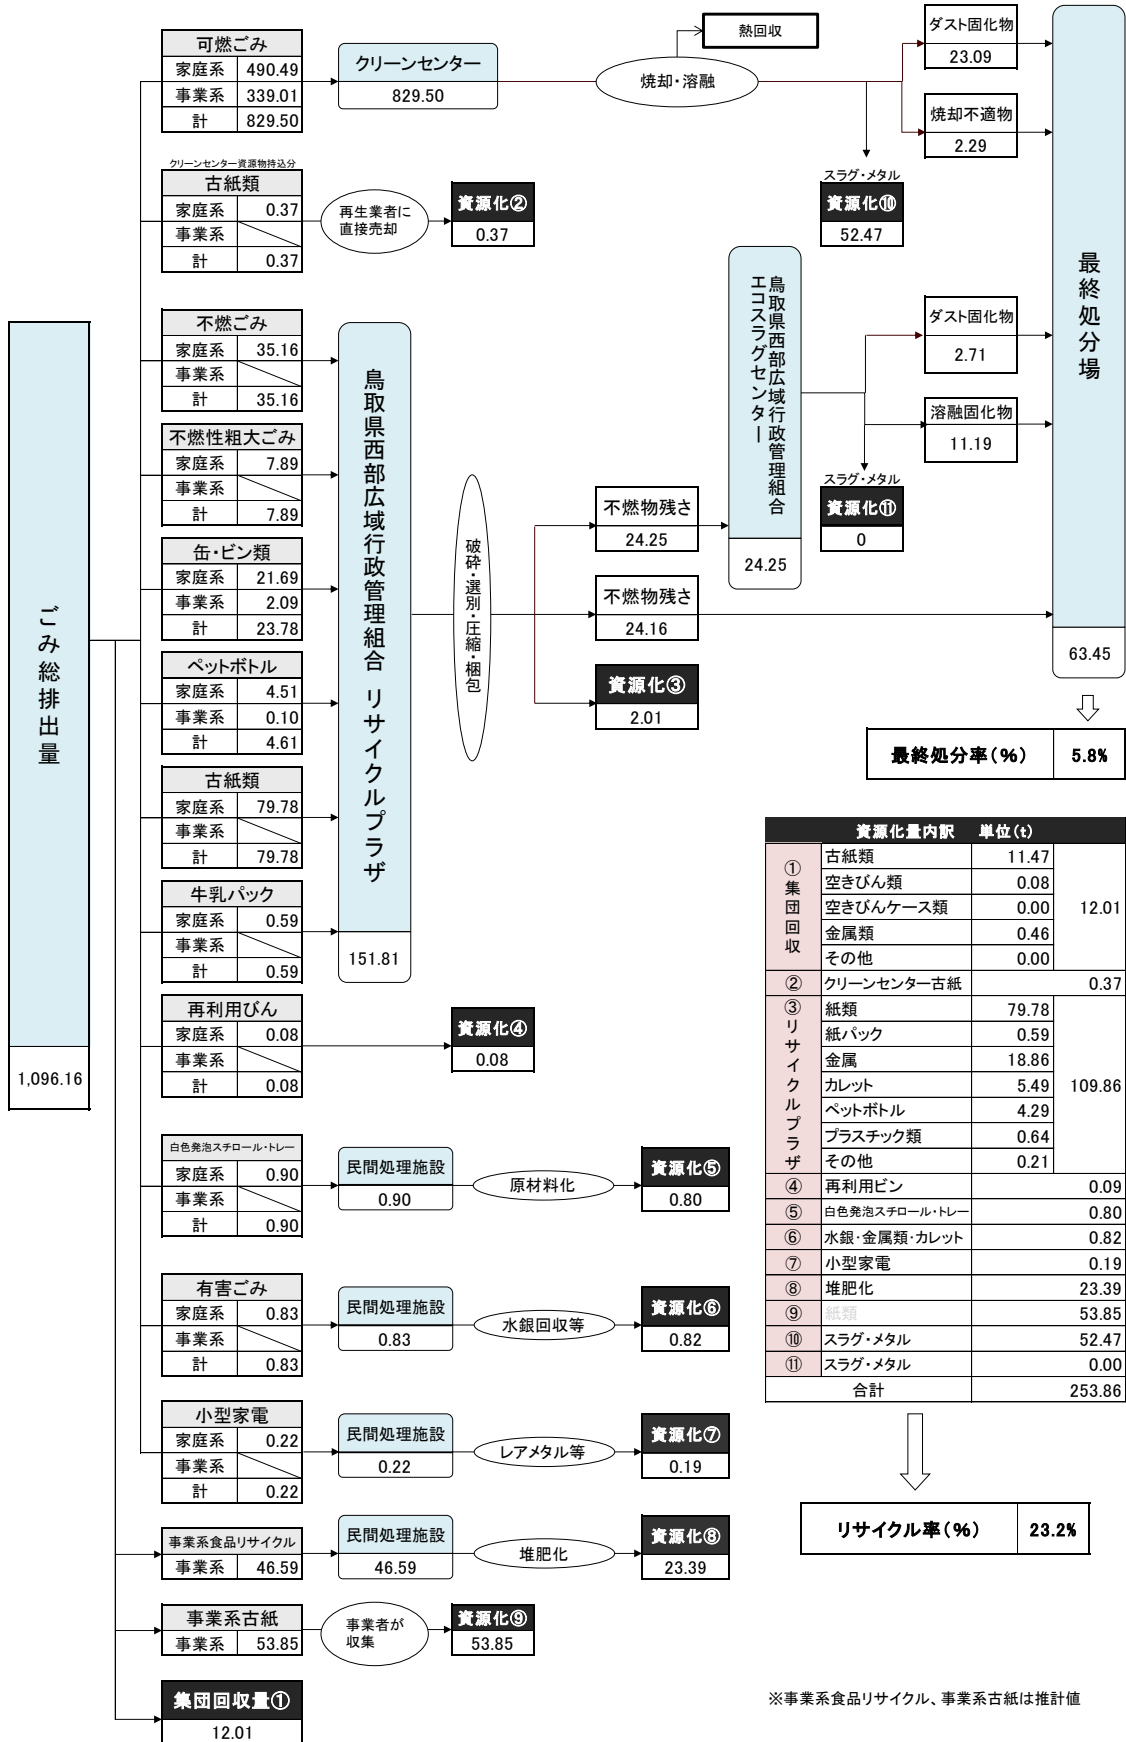 ごみ総排出量
1,096.16
可燃ごみ
家庭系 490.49
事業系 339.01
計 829.50
クリーンセンター
829.50
焼却・溶融
熱回収
ダスト固化物
23.09
焼却不適物
2.29
スラグ・メタル
資源化⑩
52.47
最終処分場
63.45
最終処分率(%) 5.8%
クリーンセンター資源物持込分
古紙類
家庭系 0.37
事業系
計 0.37
再生業者に
直接売却
資源化②
0.37
不燃ごみ
家庭系 35.16
事業系
計 35.16
不燃性粗大ごみ
家庭系 7.89
事業系
計 7.89
缶・ビン類
家庭系 21.69
事業系 2.09
計 23.78
ペットボトル
家庭系 4.51
事業系 0.10
計 4.61
古紙類
家庭系 79.78
事業系
計 79.78
牛乳パック
家庭系 0.59
事業系
計 0.59
鳥取県西部広域行政管理組合 リサイクルプラザ
151.81
破砕・選別・圧縮・梱包
不燃物残さ
24.25
不燃物残さ
24.16
資源化③
2.01
鳥取県西部広域行政管理組合
エコスラグセンター
24.25
ダスト固化物
2.71
溶融固化物
11.19
スラグ・メタル
資源化⑪
0
再利用びん
家庭系 0.08
事業系
計 0.08
資源化④
0.08
白色発泡スチロール・トレー
家庭系 0.90
事業系
計 0.90
民間処理施設
0.90
原材料化
資源化⑤
0.80
有害ごみ
家庭系 0.83
事業系
計 0.83
民間処理施設
0.83
水銀回収等
資源化⑥
0.82
小型家電
家庭系 0.22
事業系
計 0.22
民間処理施設
0.22
レアメタル等
資源化⑦
0.19
事業系食品リサイクル
事業系 46.59
民間処理施設
46.59
堆肥化
資源化⑧
23.39
事業系古紙
事業系 53.85
事業者が
収集
資源化⑨
53.85
集団回収量①
12.01
資源化量内訳 単位(t)
①集団回収
古紙類 11.47
空きびん類 0.08
空きびんケース類 0.00
金属類 0.46
その他 0.00
12.01
② クリーンセンター古紙 0.37
③リサイクルプラザ
紙類 79.78
紙パック 0.59
金属 18.86
カレット 5.49
ペットボトル 4.29
プラスチック類 0.64
その他 0.21
109.86
④ 再利用ビン 0.09
⑤ 白色発泡スチロール・トレー 0.80
⑥ 水銀・金属類・カレット 0.82
⑦ 小型家電 0.19
⑧ 堆肥化 23.39
⑨ 紙類 53.85
⑩ スラグ・メタル 52.47
⑪ スラグ・メタル 0.00
合計 253.86
リサイクル率(%) 23.2%
※事業系食品リサイクル、事業系古紙は推計値